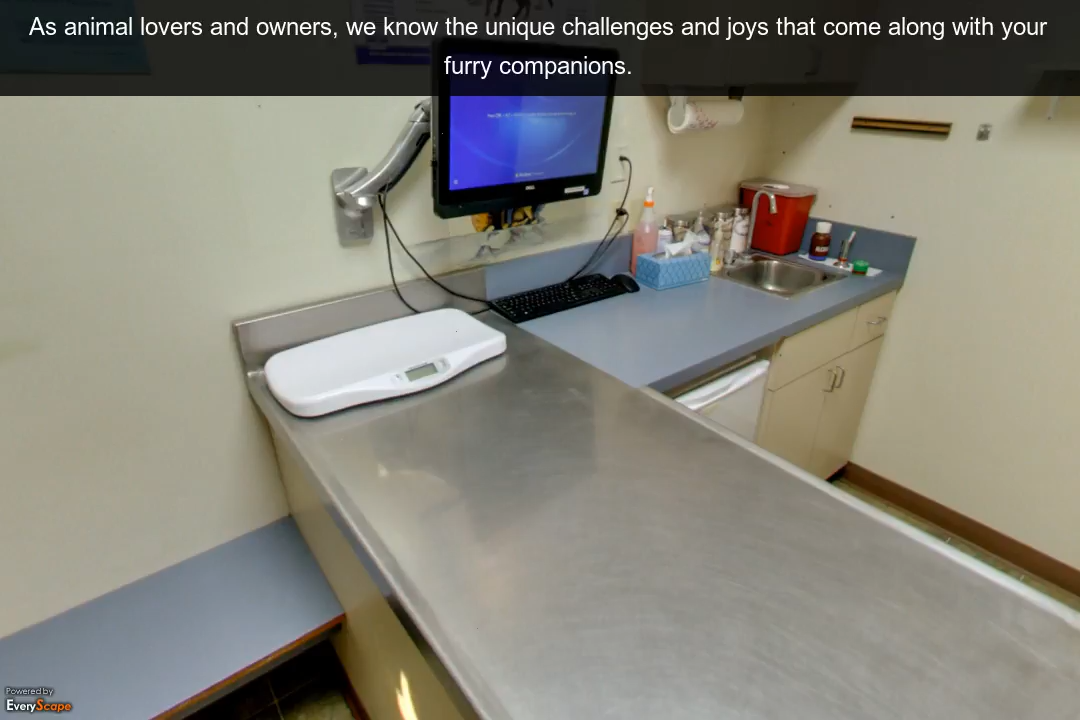 As animal lovers and owners, we know the unique challenges and joys that come along with your
furry companions.
DELL
Powered by
EveryScape